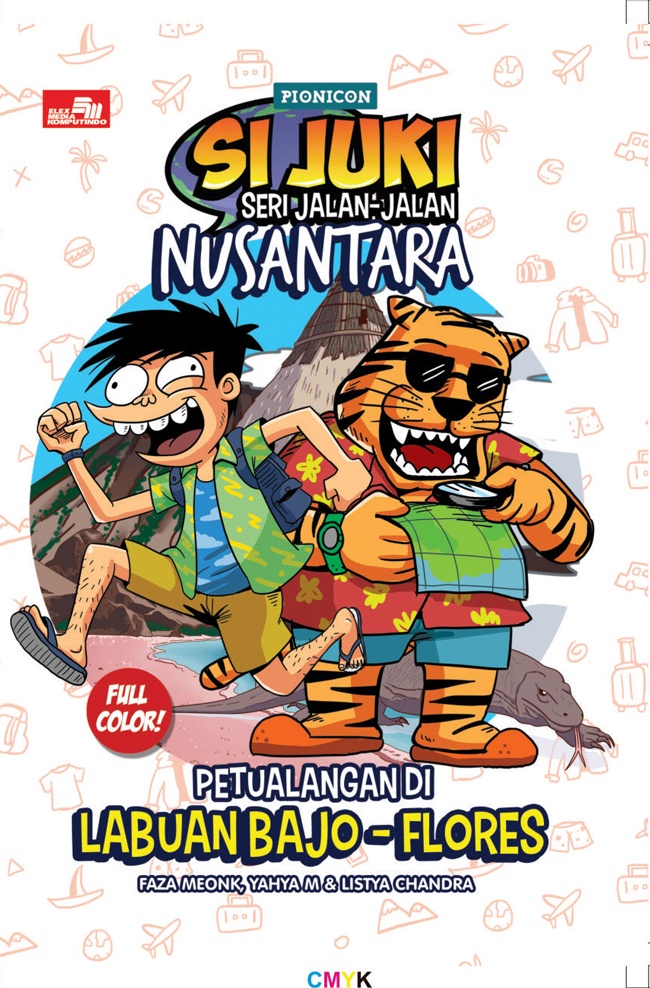 ELEX
MEDIA
KOMPUTINDO
PIONICON
SI JUKI
SERI JALAN-JALAN
NUSANTARA
FULL
COLOR!
PETUALANGAN DI
LABUAN BAJO - FLORES
FAZA MEONK, YAHYA M & LISTYA CHANDRA
CMYK